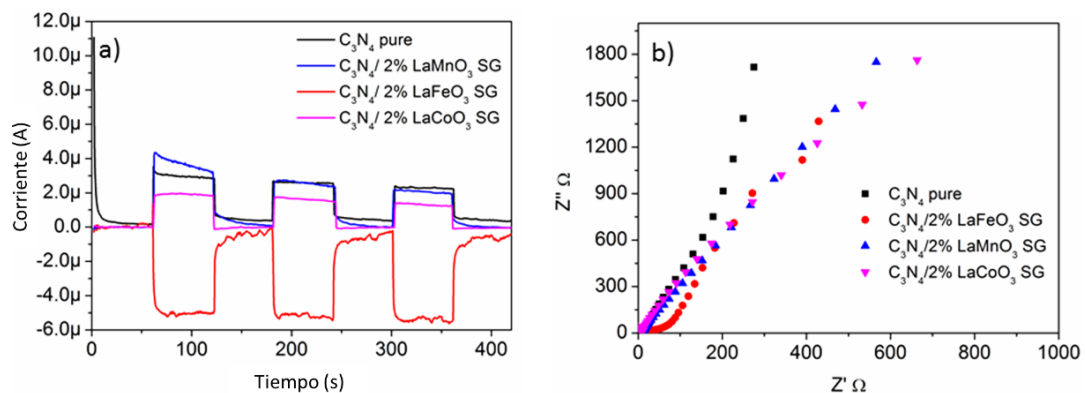 12.0µ
10.0µ
8.0µ
6.0µ
4.0µ
2.0µ
0.0
-2.0µ
-4.0µ
-6.0µ
Corriente (A)
a)
C₃N₄ pure
C₃N₄/ 2% LaMnO₃ SG
C₃N₄/ 2% LaFeO₃ SG
C₃N₄/ 2% LaCoO₃ SG
0 100 200 300 400
Tiempo (s)
1800
1500
1200
900
600
300
0
Z'' Ω
b)
C₃N₄ pure
C₃N₄/2% LaFeO₃ SG
C₃N₄/2% LaMnO₃ SG
C₃N₄/2% LaCoO₃ SG
0 200 400 600 800 1000
Z' Ω